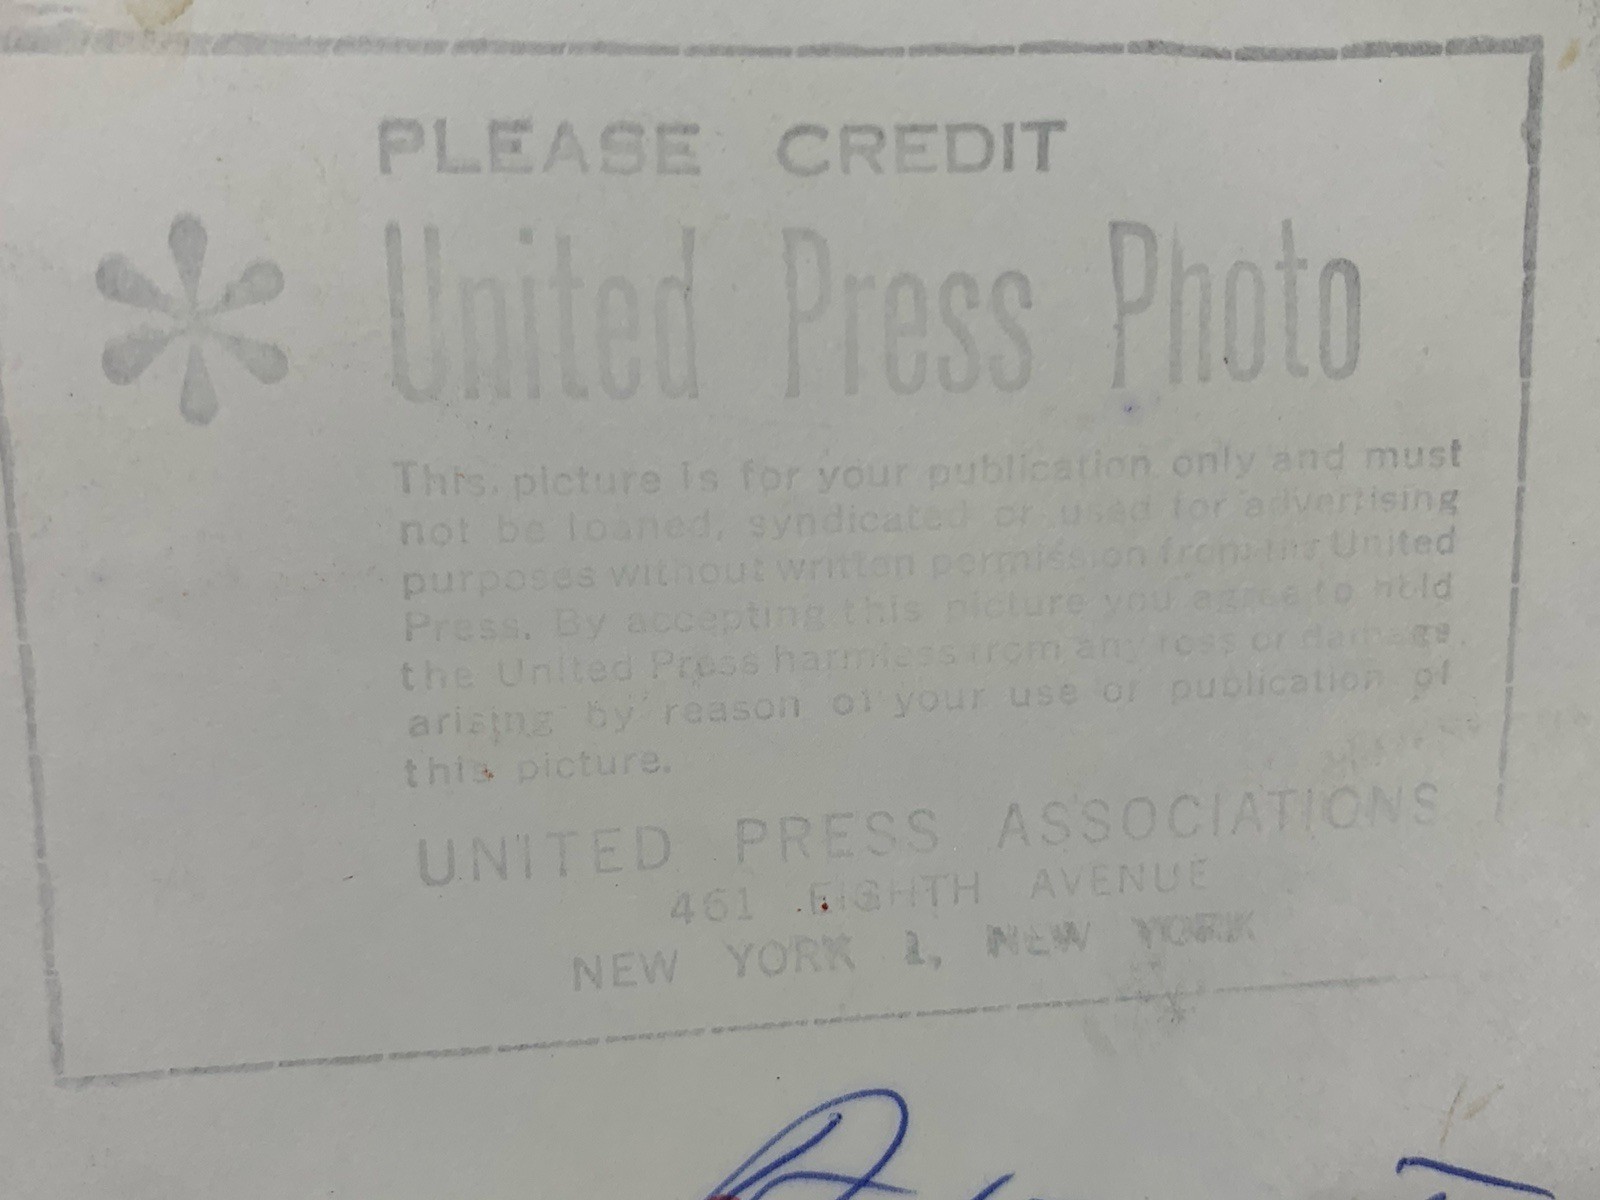 PLEASE CREDIT
United Press Photo
This picture is for your publication only and must
not be loaned, syndicated or used for advertising
purposes without written permission from the United
Press. By accepting this picture you agree to hold
the United Press harmless from any loss or damage
arising by reason of your use or publication of
this picture.
UNITED PRESS ASSOCIATIONS
461 EIGHTH AVENUE
NEW YORK 1, NEW YORK